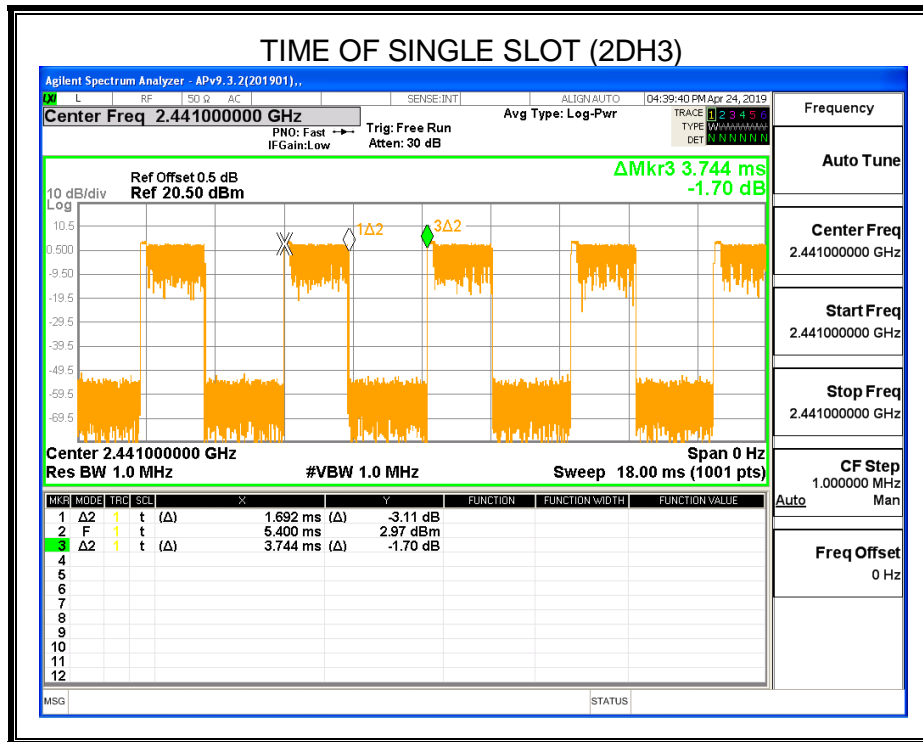 TIME OF SINGLE SLOT (2DH3)
Agilent Spectrum Analyzer - APv9.3.2(201901),,
LXI L RF 50 Ω AC SENSE:INT ALIGN AUTO 04:39:40 PM Apr 24, 2019
Center Freq 2.441000000 GHz
PNO: Fast
IFGain:Low
Trig: Free Run
Atten: 30 dB
Avg Type: Log-Pwr
TRACE 1 2 3 4 5 6
TYPE W
DET N N N N N N
ΔMkr3 3.744 ms
-1.70 dB
Ref Offset 0.5 dB
10 dB/div Ref 20.50 dBm
Log
10.5
0.500
-9.50
-19.5
-29.5
-39.5
-49.5
-59.5
-69.5
1Δ2
3Δ2
Center 2.441000000 GHz Span 0 Hz
Res BW 1.0 MHz #VBW 1.0 MHz Sweep 18.00 ms (1001 pts)
MKR MODE TRC SCL X Y FUNCTION FUNCTION WIDTH FUNCTION VALUE
1 Δ2 1 t (Δ) 1.692 ms (Δ) -3.11 dB
2 F 1 t 5.400 ms 2.97 dBm
3 Δ2 1 t (Δ) 3.744 ms (Δ) -1.70 dB
4
5
6
7
8
9
10
11
12
MSG STATUS
Frequency
Auto Tune
Center Freq
2.441000000 GHz
Start Freq
2.441000000 GHz
Stop Freq
2.441000000 GHz
CF Step
1.000000 MHz
Auto Man
Freq Offset
0 Hz